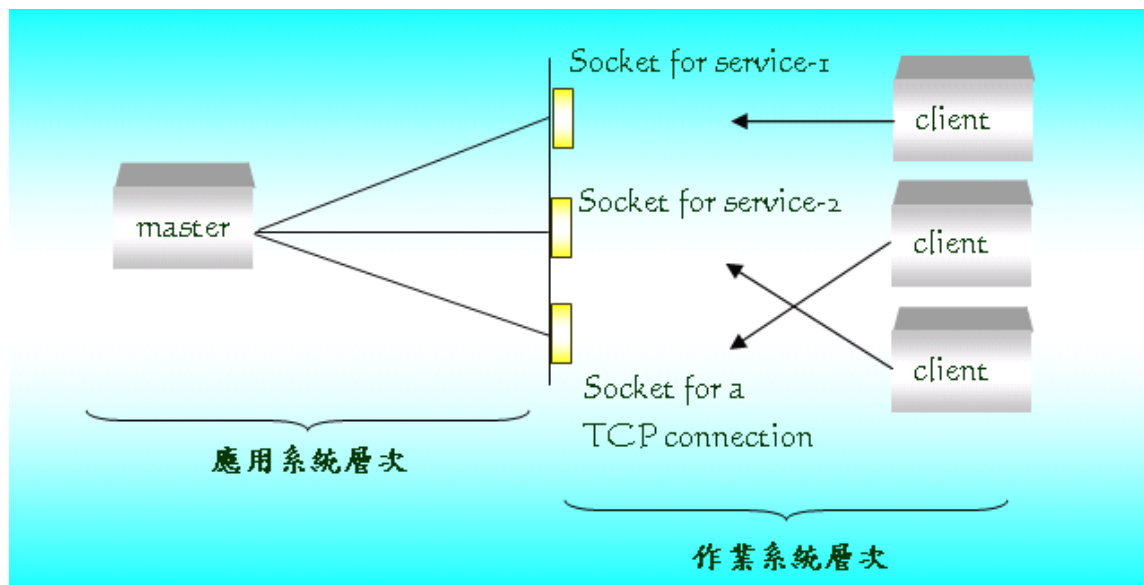 Socket for service-1
client
master
Socket for service-2
client
client
Socket for a
TCP connection
應用系統層次
作業系統層次